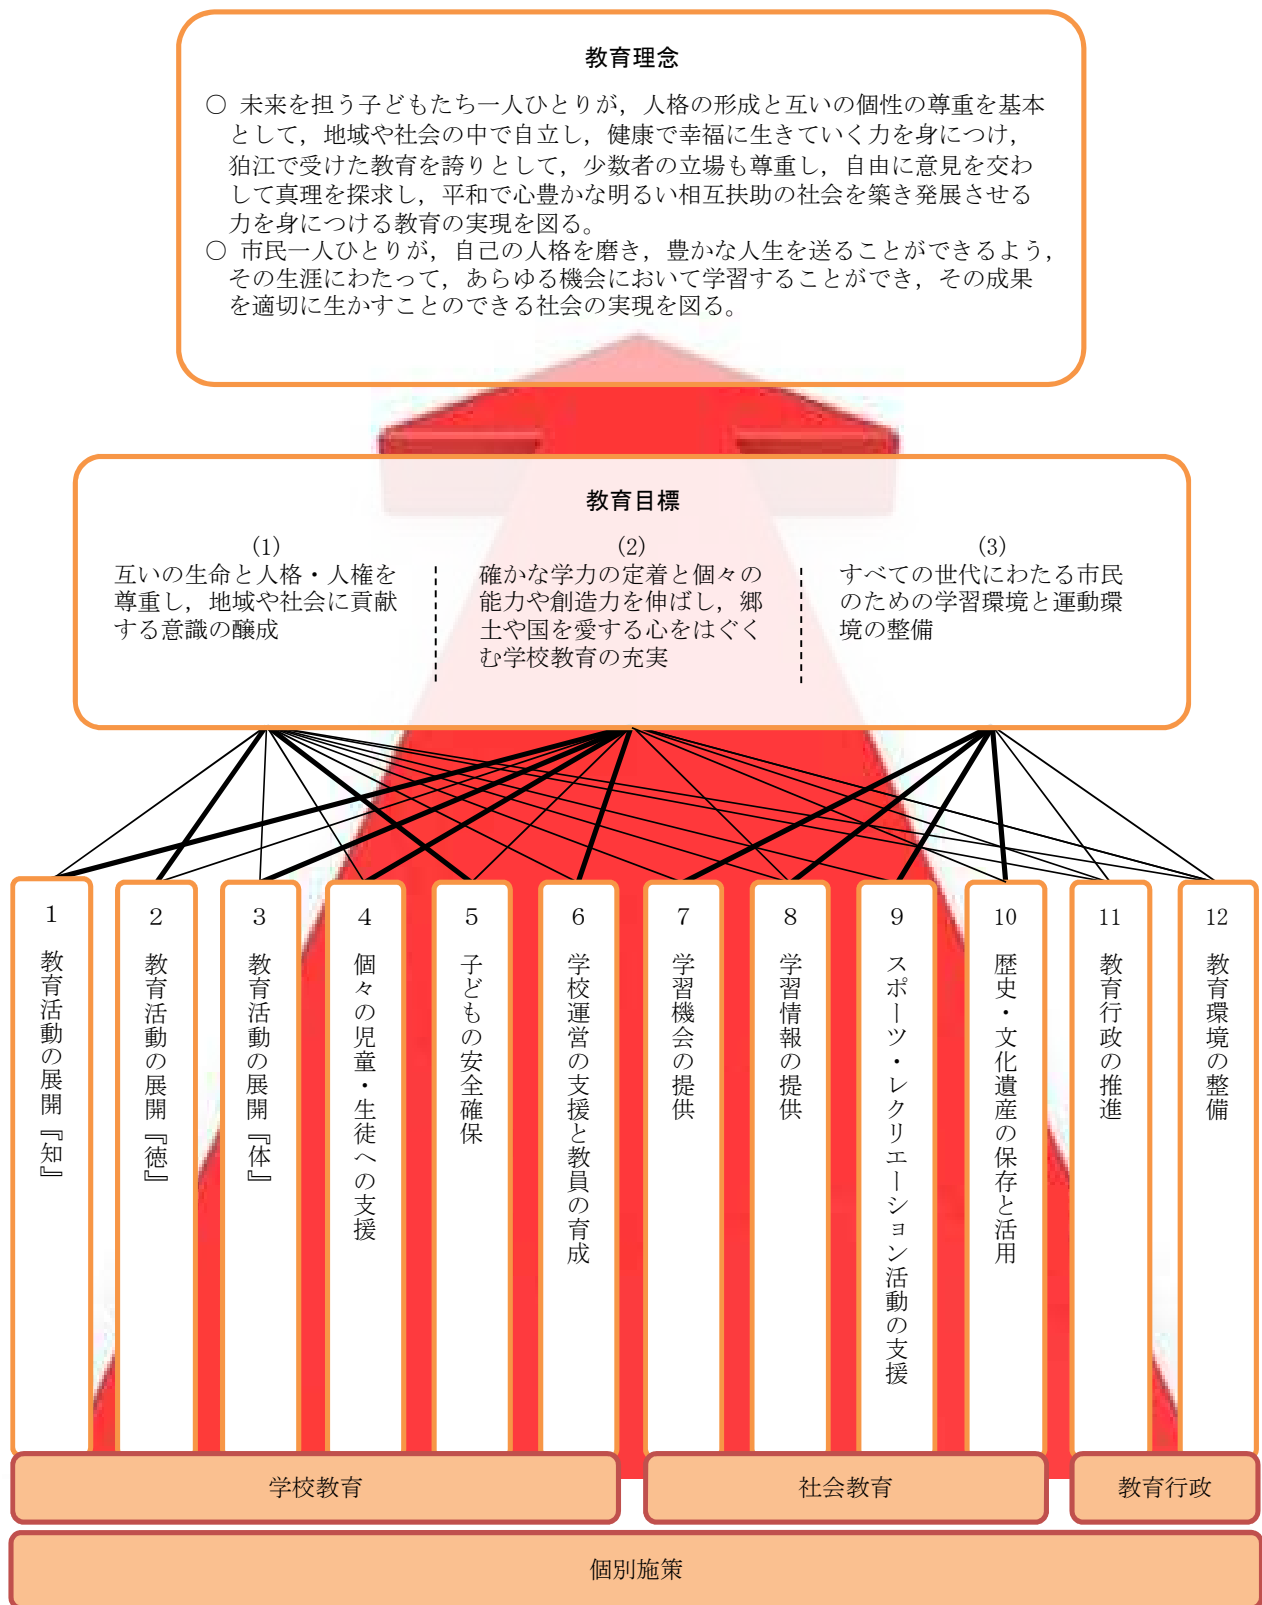 教育理念
○ 未来を担う子どもたち一人ひとりが，人格の形成と互いの個性の尊重を基本
として，地域や社会の中で自立し，健康で幸福に生きていく力を身につけ，
狛江で受けた教育を誇りとして，少数者の立場も尊重し，自由に意見を交わ
して真理を探求し，平和で心豊かな明るい相互扶助の社会を築き発展させる
力を身につける教育の実現を図る。
○ 市民一人ひとりが，自己の人格を磨き，豊かな人生を送ることができるよう，
その生涯にわたって，あらゆる機会において学習することができ，その成果
を適切に生かすことのできる社会の実現を図る。
教育目標
(1)
互いの生命と人格・人権を
尊重し，地域や社会に貢献
する意識の醸成
(2)
確かな学力の定着と個々の
能力や創造力を伸ばし，郷
土や国を愛する心をはぐく
む学校教育の充実
(3)
すべての世代にわたる市民
のための学習環境と運動環
境の整備
1
教育活動の展開『知』
2
教育活動の展開『徳』
3
教育活動の展開『体』
4
個々の児童・生徒への支援
5
子どもの安全確保
6
学校運営の支援と教員の育成
7
学習機会の提供
8
学習情報の提供
9
スポーツ・レクリエーション活動の支援
10
歴史・文化遺産の保存と活用
11
教育行政の推進
12
教育環境の整備
学校教育
社会教育
教育行政
個別施策